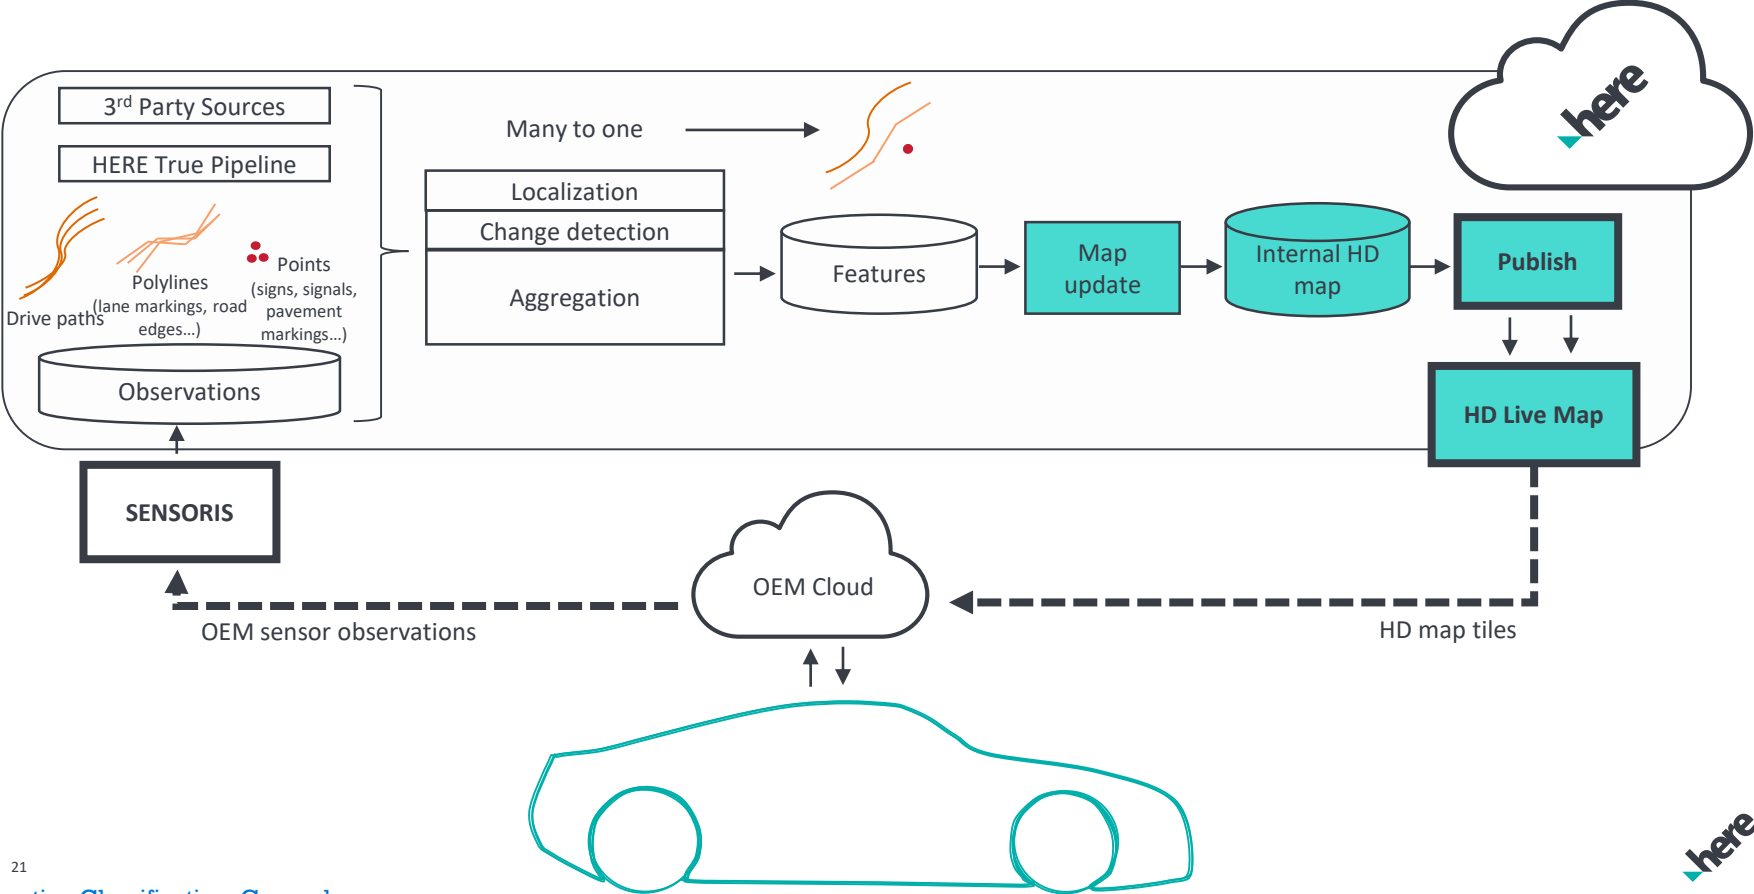 here
3rd Party Sources
HERE True Pipeline
Many to one
Localization
Change detection
Aggregation
Features
Map
update
Internal HD
map
Publish
HD Live Map
Points
(signs, signals,
pavement
markings...)
Polylines
(lane markings, road
edges...)
Drive paths
Observations
SENSORIS
OEM Cloud
OEM sensor observations
HD map tiles
21
here